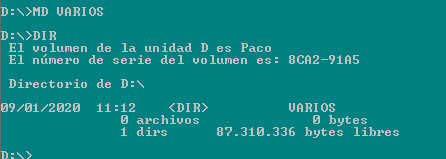 D:\>MD VARIOS
D:\>DIR
El volumen de la unidad D es Paco
El número de serie del volumen es: 8CA2-91A5
Directorio de D:\
09/01/2020  11:12    <DIR>          VARIOS
0 archivos              0 bytes
1 dirs      87.310.336 bytes libres
D:\>